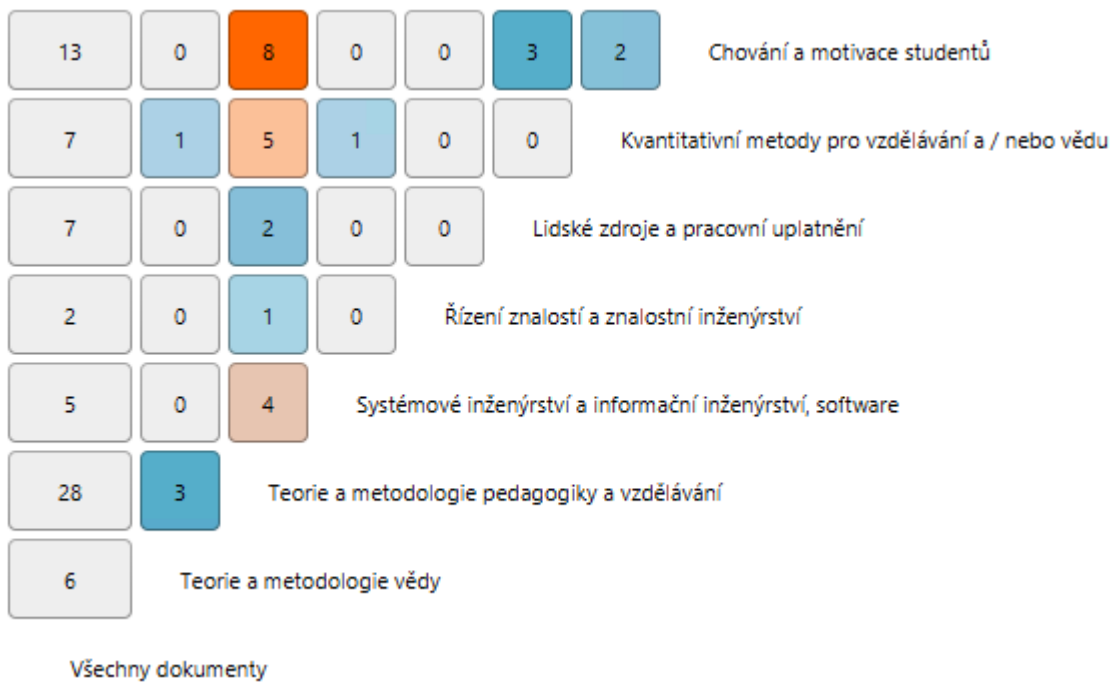 13 0 8 0 0 3 2 Chování a motivace studentů
7 1 5 1 0 0 Kvantitativní metody pro vzdělávání a / nebo vědu
7 0 2 0 0 Lidské zdroje a pracovní uplatnění
2 0 1 0 Řízení znalostí a znalostní inženýrství
5 0 4 Systémové inženýrství a informační inženýrství, software
28 3 Teorie a metodologie pedagogiky a vzdělávání
6 Teorie a metodologie vědy
Všechny dokumenty